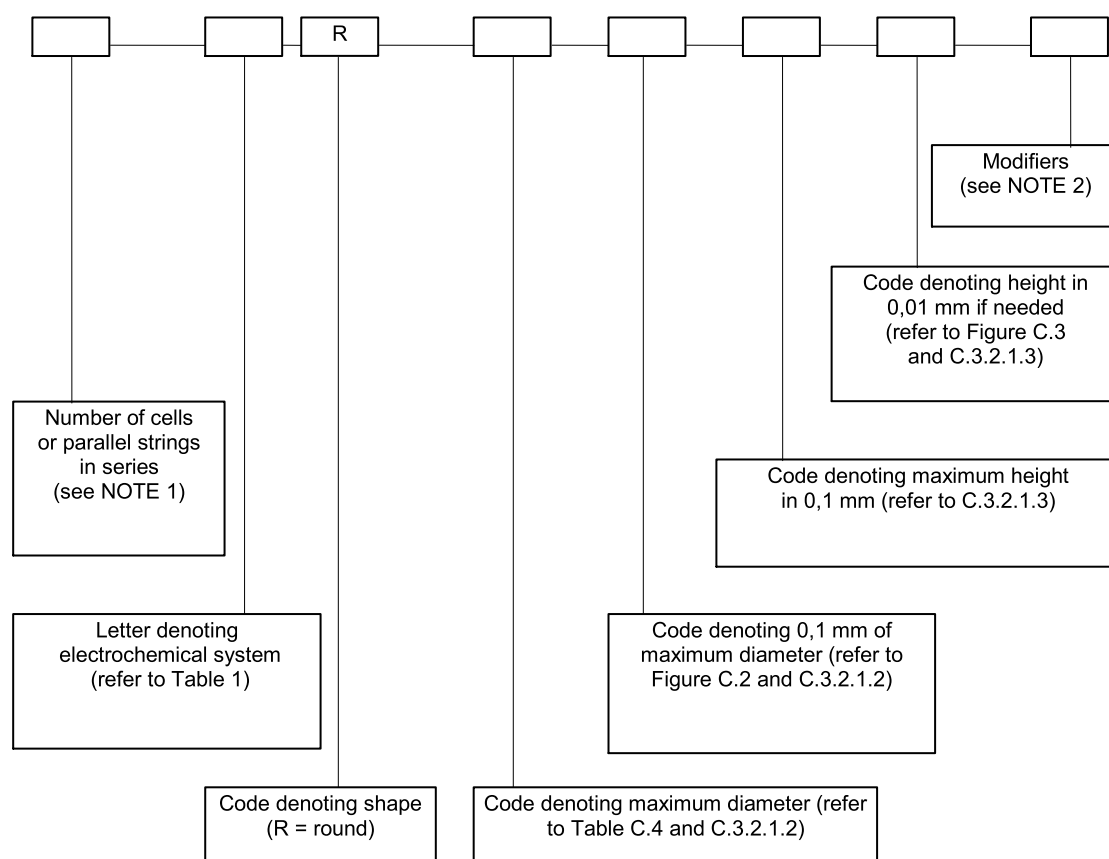 R
Modifiers
(see NOTE 2)
Code denoting height in
0,01 mm if needed
(refer to Figure C.3
and C.3.2.1.3)
Number of cells
or parallel strings
in series
(see NOTE 1)
Code denoting maximum height
in 0,1 mm (refer to C.3.2.1.3)
Letter denoting
electrochemical system
(refer to Table 1)
Code denoting 0,1 mm of
maximum diameter (refer to
Figure C.2 and C.3.2.1.2)
Code denoting shape
(R = round)
Code denoting maximum diameter (refer
to Table C.4 and C.3.2.1.2)